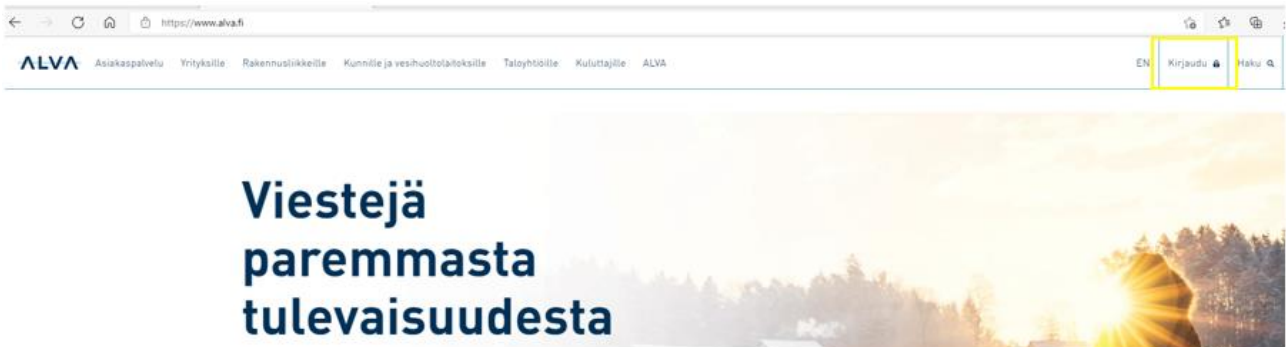 https://www.alva.fi
ALVA Asiakaspalvelu Yrityksille Rakennusliikkeille Kunnille ja vesihuoltolaitoksille Taloyhtiöille Kuluttajille ALVA EN Kirjaudu Haku
Viestejä
paremmasta
tulevaisuudesta